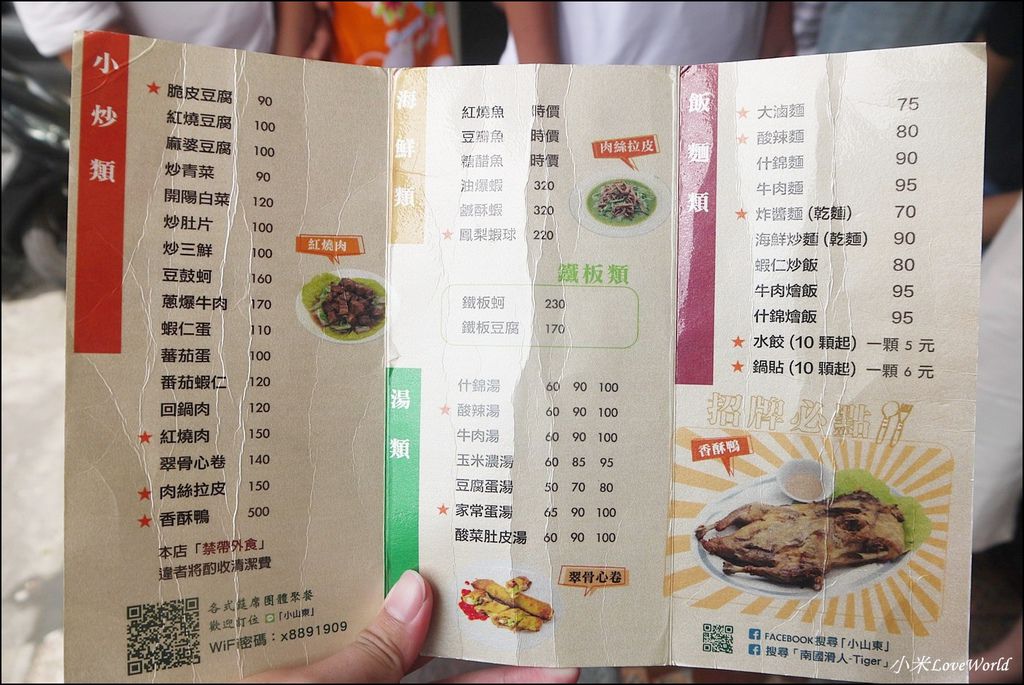 小炒類
★ 脆皮豆腐 90
紅燒豆腐 100
麻婆豆腐 100
炒青菜 90
開陽白菜 120
炒肚片 100
炒三鮮 100
豆鼓蚵 160
蔥爆牛肉 170
蝦仁蛋 110
蕃茄蛋 100
番茄蝦仁 120
回鍋肉 120
★ 紅燒肉 150
翠骨心卷 140
★ 肉絲拉皮 150
★ 香酥鴨 500
紅燒肉
本店「禁帶外食」
違者將酌收清潔費
各式筵席團體聚餐
歡迎訂位 「小山東」
WiFi密碼：x8891909
海鮮類
紅燒魚 時價
豆瓣魚 時價
糖醋魚 時價
油爆蝦 320
鹹酥蝦 320
★ 鳳梨蝦球 220
肉絲拉皮
鐵板類
鐵板蚵 230
鐵板豆腐 170
湯類
什錦湯 60 90 100
★ 酸辣湯 60 90 100
牛肉湯 60 90 100
玉米濃湯 60 85 95
豆腐蛋湯 50 70 80
★ 家常蛋湯 65 90 100
酸菜肚皮湯 60 90 100
翠骨心卷
飯麵類
★ 大滷麵 75
★ 酸辣麵 80
什錦麵 90
牛肉麵 95
★ 炸醬麵 (乾麵) 70
海鮮炒麵 (乾麵) 90
蝦仁炒飯 80
牛肉燴飯 95
什錦燴飯 95
★ 水餃 (10 顆起) 一顆 5 元
★ 鍋貼 (10 顆起) 一顆 6 元
招牌必點
香酥鴨
FACEBOOK搜尋「小山東」
搜尋「南國滑人-Tiger」
小米LoveWorld